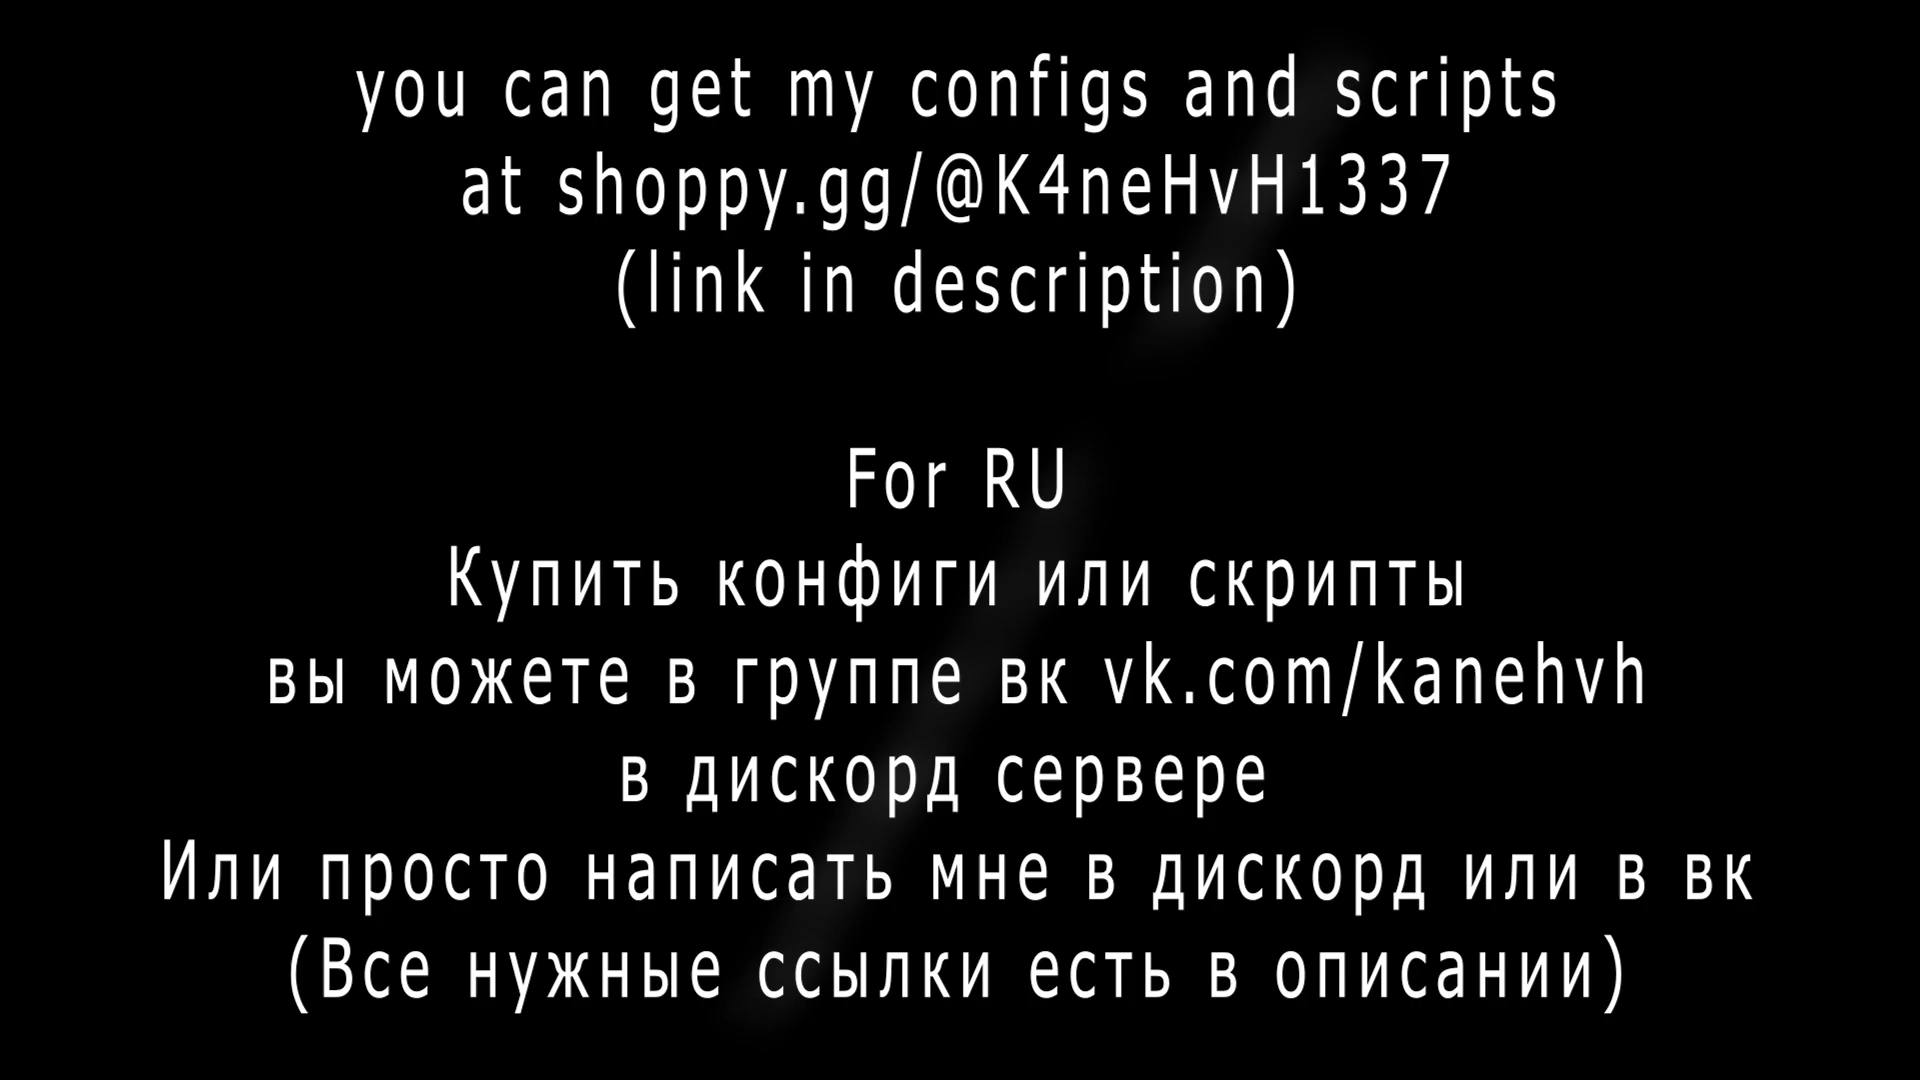 you can get my configs and scripts
at shoppy.gg/@K4neHvH1337
(link in description)
For RU
Купить конфиги или скрипты
вы можете в группе вк vk.com/kanehvh
в дискорд сервере
Или просто написать мне в дискорд или в вк
(Все нужные ссылки есть в описании)